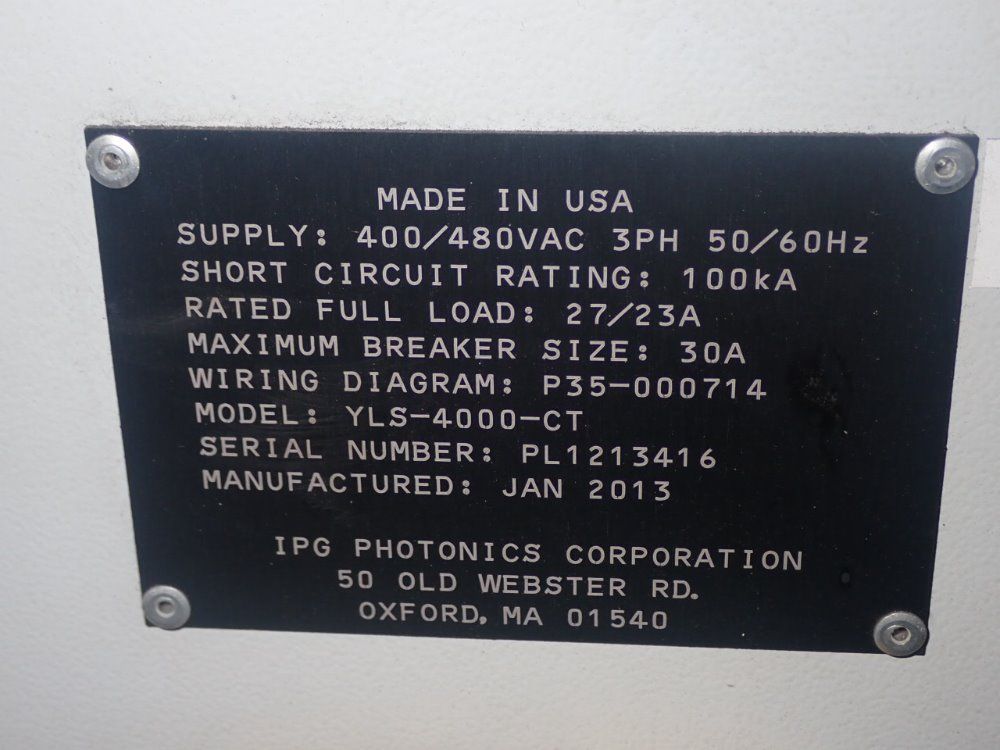 MADE IN USA
SUPPLY: 400/480VAC 3PH 50/60Hz
SHORT CIRCUIT RATING: 100kA
RATED FULL LOAD: 27/23A
MAXIMUM BREAKER SIZE: 30A
WIRING DIAGRAM: P35-000714
MODEL: YLS-4000-CT
SERIAL NUMBER: PL1213416
MANUFACTURED: JAN 2013
IPG PHOTONICS CORPORATION
50 OLD WEBSTER RD.
OXFORD, MA 01540